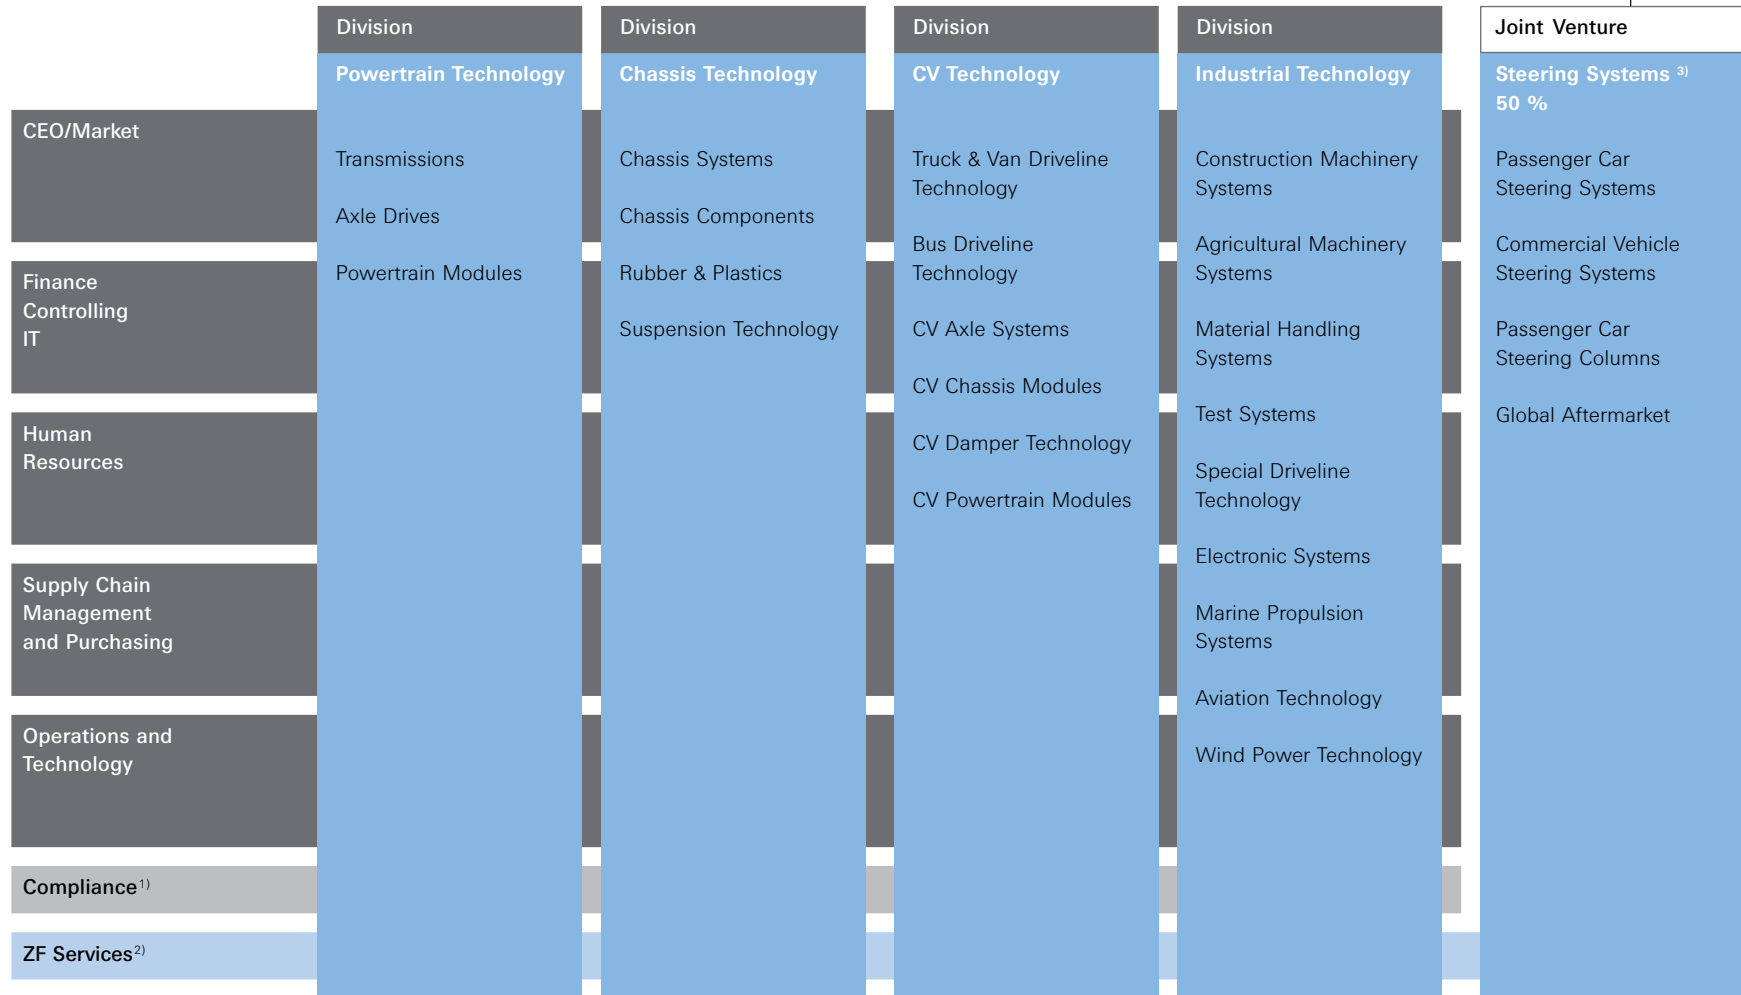 Division
Powertrain Technology
Transmissions
Axle Drives
Powertrain Modules
Division
Chassis Technology
Chassis Systems
Chassis Components
Rubber & Plastics
Suspension Technology
Division
CV Technology
Truck & Van Driveline
Technology
Bus Driveline
Technology
CV Axle Systems
CV Chassis Modules
CV Damper Technology
CV Powertrain Modules
Division
Industrial Technology
Construction Machinery
Systems
Agricultural Machinery
Systems
Material Handling
Systems
Test Systems
Special Driveline
Technology
Electronic Systems
Marine Propulsion
Systems
Aviation Technology
Wind Power Technology
Joint Venture
Steering Systems 3)
50 %
Passenger Car
Steering Systems
Commercial Vehicle
Steering Systems
Passenger Car
Steering Columns
Global Aftermarket
CEO/Market
Finance
Controlling
IT
Human
Resources
Supply Chain
Management
and Purchasing
Operations and
Technology
Compliance 1)
ZF Services 2)